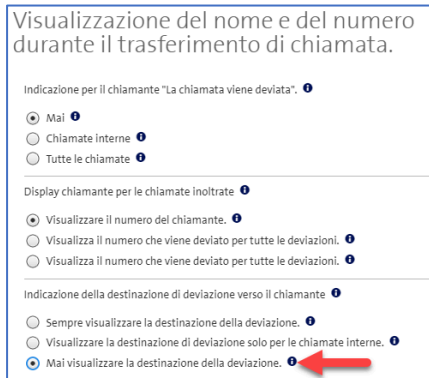 Visualizzazione del nome e del numero
durante il trasferimento di chiamata.
Indicazione per il chiamante "La chiamata viene deviata".
Mai
Chiamate interne
Tutte le chiamate
Display chiamante per le chiamate inoltrate
Visualizzare il numero del chiamante.
Visualizza il numero che viene deviato per tutte le deviazioni.
Visualizza il numero che viene deviato per tutte le deviazioni.
Indicazione della destinazione di deviazione verso il chiamante
Sempre visualizzare la destinazione della deviazione.
Visualizzare la destinazione di deviazione solo per le chiamate interne.
Mai visualizzare la destinazione della deviazione.